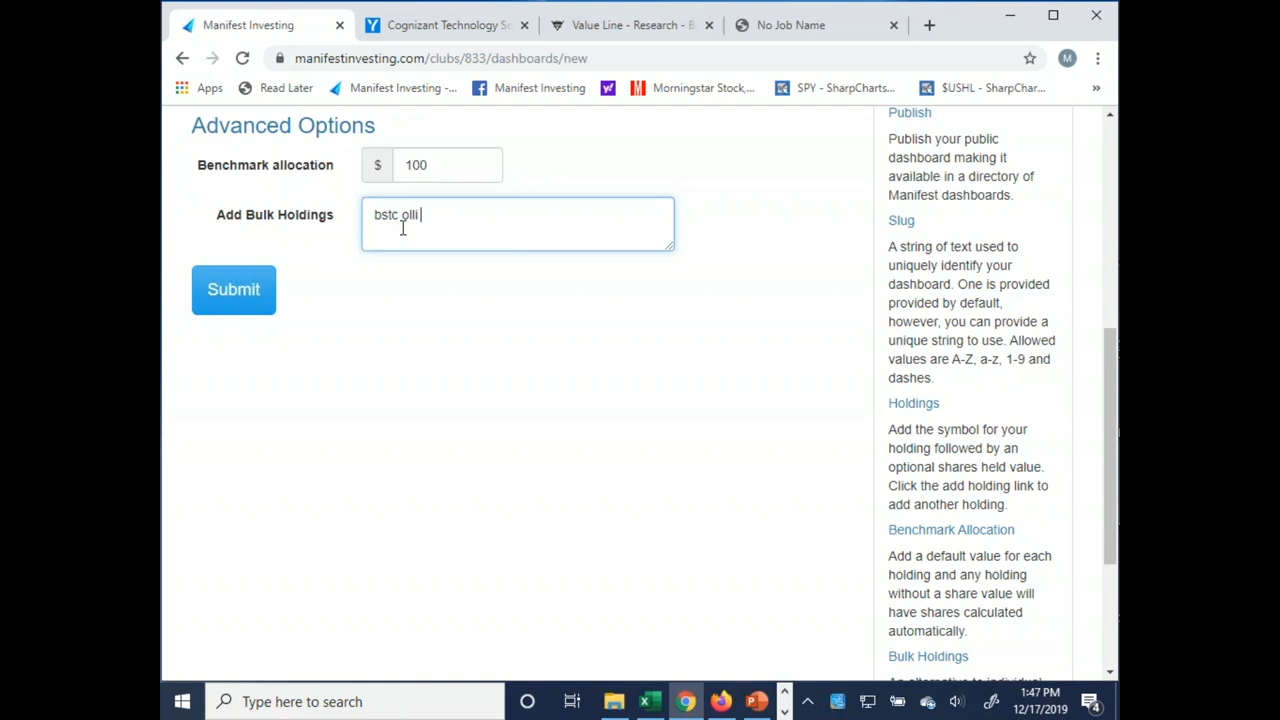 Manifest Investing
Cognizant Technology So
Value Line - Research - B
No Job Name
manifestinvesting.com/clubs/833/dashboards/new
M
Apps
Read Later
Manifest Investing -...
Manifest Investing
Morningstar Stock,...
SPY - SharpCharts...
$USHL - SharpChar...
»
Advanced Options
Benchmark allocation
$ 100
Add Bulk Holdings
bstc olli
Submit
Publish
Publish your public
dashboard making it
available in a directory of
Manifest dashboards.
Slug
A string of text used to
uniquely identify your
dashboard. One is provided
provided by default,
however, you can provide a
unique string to use. Allowed
values are A-Z, a-z, 1-9 and
dashes.
Holdings
Add the symbol for your
holding followed by an
optional shares held value.
Click the add holding link to
add another holding.
Benchmark Allocation
Add a default value for each
holding and any holding
without a share value will
have shares calculated
automatically.
Bulk Holdings
An alternative to individual
Type here to search
1:47 PM
12/17/2019
4